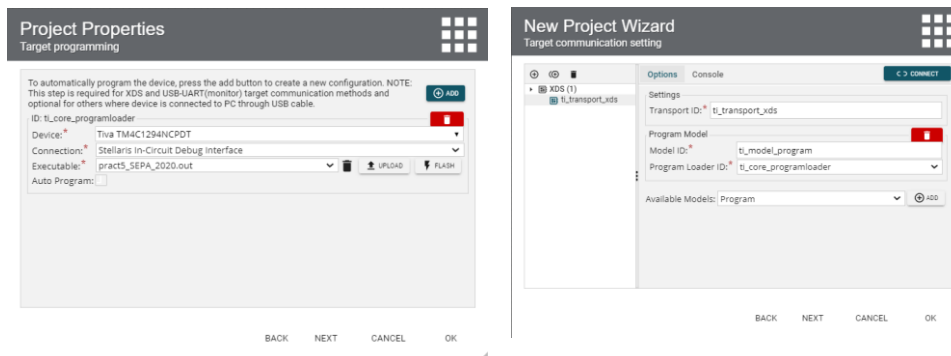 Project Properties
Target programming
To automatically program the device, press the add button to create a new configuration. NOTE:
This step is required for XDS and USB-UART(monitor) target communication methods and
optional for others where device is connected to PC through USB cable.
ADD
ID: ti_core_programloader
Device:* Tiva TM4C1294NCPDT
Connection:* Stellaris In-Circuit Debug Interface
Executable:* pract5_SEPA_2020.out UPLOAD FLASH
Auto Program:
BACK NEXT CANCEL OK
New Project Wizard
Target communication setting
XDS (1)
ti_transport_xds
Options Console CONNECT
Settings
Transport ID:* ti_transport_xds
Program Model
Model ID:* ti_model_program
Program Loader ID:* ti_core_programloader
Available Models: Program ADD
BACK NEXT CANCEL OK